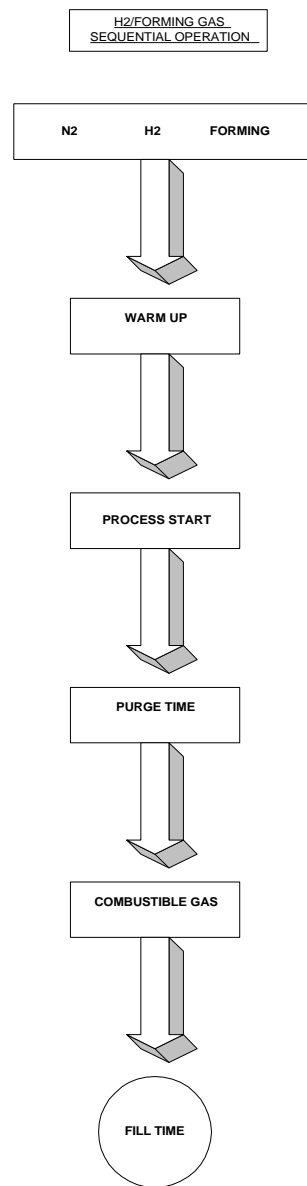 H2/FORMING GAS
SEQUENTIAL OPERATION
N2 H2 FORMING
WARM UP
PROCESS START
PURGE TIME
COMBUSTIBLE GAS
FILL TIME